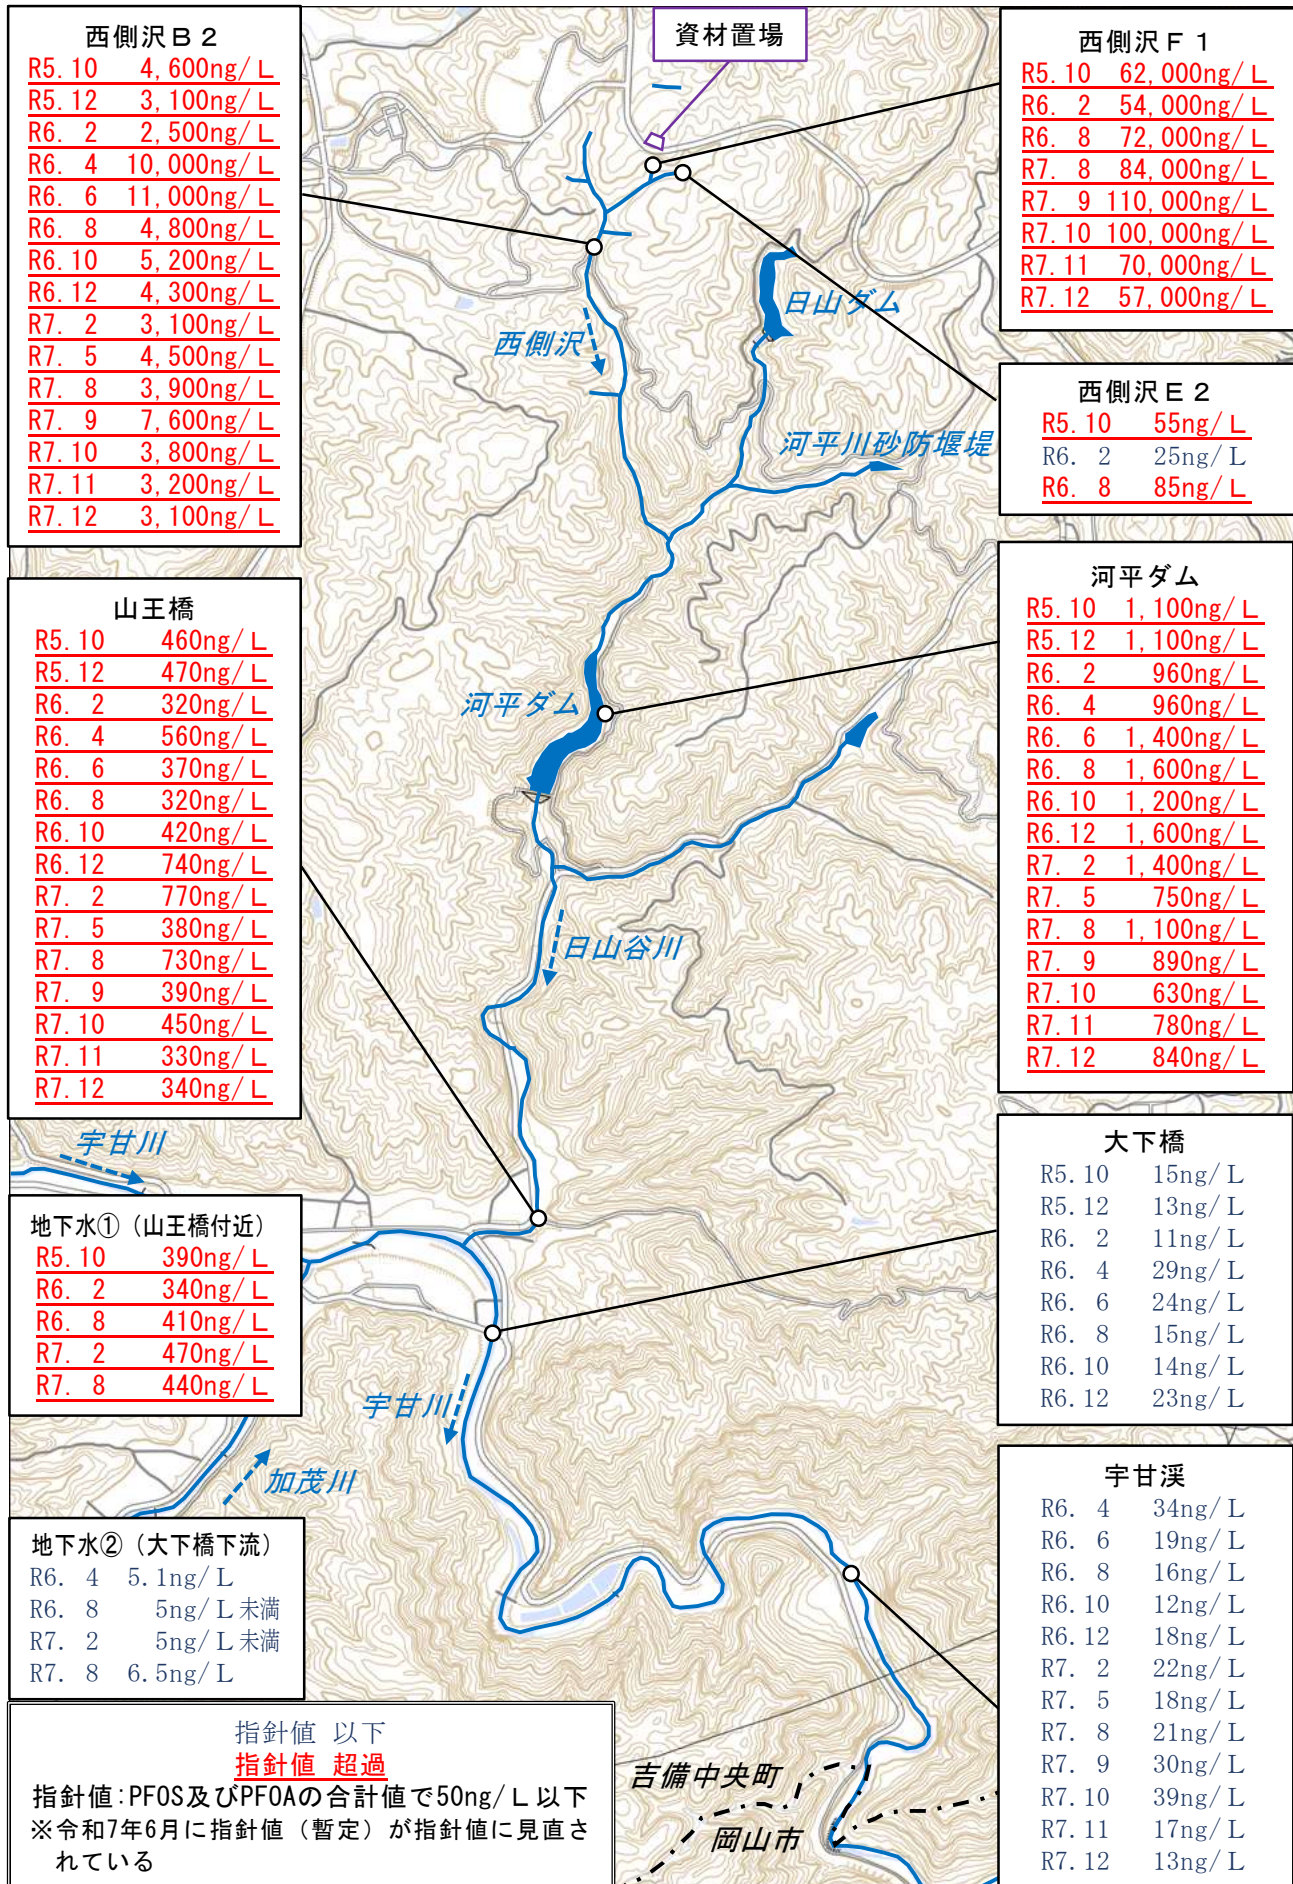 西側沢Ｂ２
R5.10 4,600ng/Ｌ
R5.12 3,100ng/Ｌ
R6. 2 2,500ng/Ｌ
R6. 4 10,000ng/Ｌ
R6. 6 11,000ng/Ｌ
R6. 8 4,800ng/Ｌ
R6.10 5,200ng/Ｌ
R6.12 4,300ng/Ｌ
R7. 2 3,100ng/Ｌ
R7. 5 4,500ng/Ｌ
R7. 8 3,900ng/Ｌ
R7. 9 7,600ng/Ｌ
R7.10 3,800ng/Ｌ
R7.11 3,200ng/Ｌ
R7.12 3,100ng/Ｌ
資材置場
西側沢Ｆ１
R5.10 62,000ng/Ｌ
R6. 2 54,000ng/Ｌ
R6. 8 72,000ng/Ｌ
R7. 8 84,000ng/Ｌ
R7. 9 110,000ng/Ｌ
R7.10 100,000ng/Ｌ
R7.11 70,000ng/Ｌ
R7.12 57,000ng/Ｌ
日山ダム
西側沢
西側沢Ｅ２
R5.10 55ng/Ｌ
R6. 2 25ng/Ｌ
R6. 8 85ng/Ｌ
河平川砂防堰堤
河平ダム
R5.10 1,100ng/Ｌ
R5.12 1,100ng/Ｌ
R6. 2 960ng/Ｌ
R6. 4 960ng/Ｌ
R6. 6 1,400ng/Ｌ
R6. 8 1,600ng/Ｌ
R6.10 1,200ng/Ｌ
R6.12 1,600ng/Ｌ
R7. 2 1,400ng/Ｌ
R7. 5 750ng/Ｌ
R7. 8 1,100ng/Ｌ
R7. 9 890ng/Ｌ
R7.10 630ng/Ｌ
R7.11 780ng/Ｌ
R7.12 840ng/Ｌ
山王橋
R5.10 460ng/Ｌ
R5.12 470ng/Ｌ
R6. 2 320ng/Ｌ
R6. 4 560ng/Ｌ
R6. 6 370ng/Ｌ
R6. 8 320ng/Ｌ
R6.10 420ng/Ｌ
R6.12 740ng/Ｌ
R7. 2 770ng/Ｌ
R7. 5 380ng/Ｌ
R7. 8 730ng/Ｌ
R7. 9 390ng/Ｌ
R7.10 450ng/Ｌ
R7.11 330ng/Ｌ
R7.12 340ng/Ｌ
河平ダム
日山谷川
宇甘川
大下橋
R5.10 15ng/Ｌ
R5.12 13ng/Ｌ
R6. 2 11ng/Ｌ
R6. 4 29ng/Ｌ
R6. 6 24ng/Ｌ
R6. 8 15ng/Ｌ
R6.10 14ng/Ｌ
R6.12 23ng/Ｌ
地下水①（山王橋付近）
R5.10 390ng/Ｌ
R6. 2 340ng/Ｌ
R6. 8 410ng/Ｌ
R7. 2 470ng/Ｌ
R7. 8 440ng/Ｌ
宇甘川
加茂川
宇甘渓
R6. 4 34ng/Ｌ
R6. 6 19ng/Ｌ
R6. 8 16ng/Ｌ
R6.10 12ng/Ｌ
R6.12 18ng/Ｌ
R7. 2 22ng/Ｌ
R7. 5 18ng/Ｌ
R7. 8 21ng/Ｌ
R7. 9 30ng/Ｌ
R7.10 39ng/Ｌ
R7.11 17ng/Ｌ
R7.12 13ng/Ｌ
地下水②（大下橋下流）
R6. 4 5.1ng/Ｌ
R6. 8 5ng/Ｌ未満
R7. 2 5ng/Ｌ未満
R7. 8 6.5ng/Ｌ
指針値 以下
指針値 超過
指針値：PFOS及びPFOAの合計値で50ng/Ｌ以下
※令和7年6月に指針値（暫定）が指針値に見直さ
れている
吉備中央町
岡山市